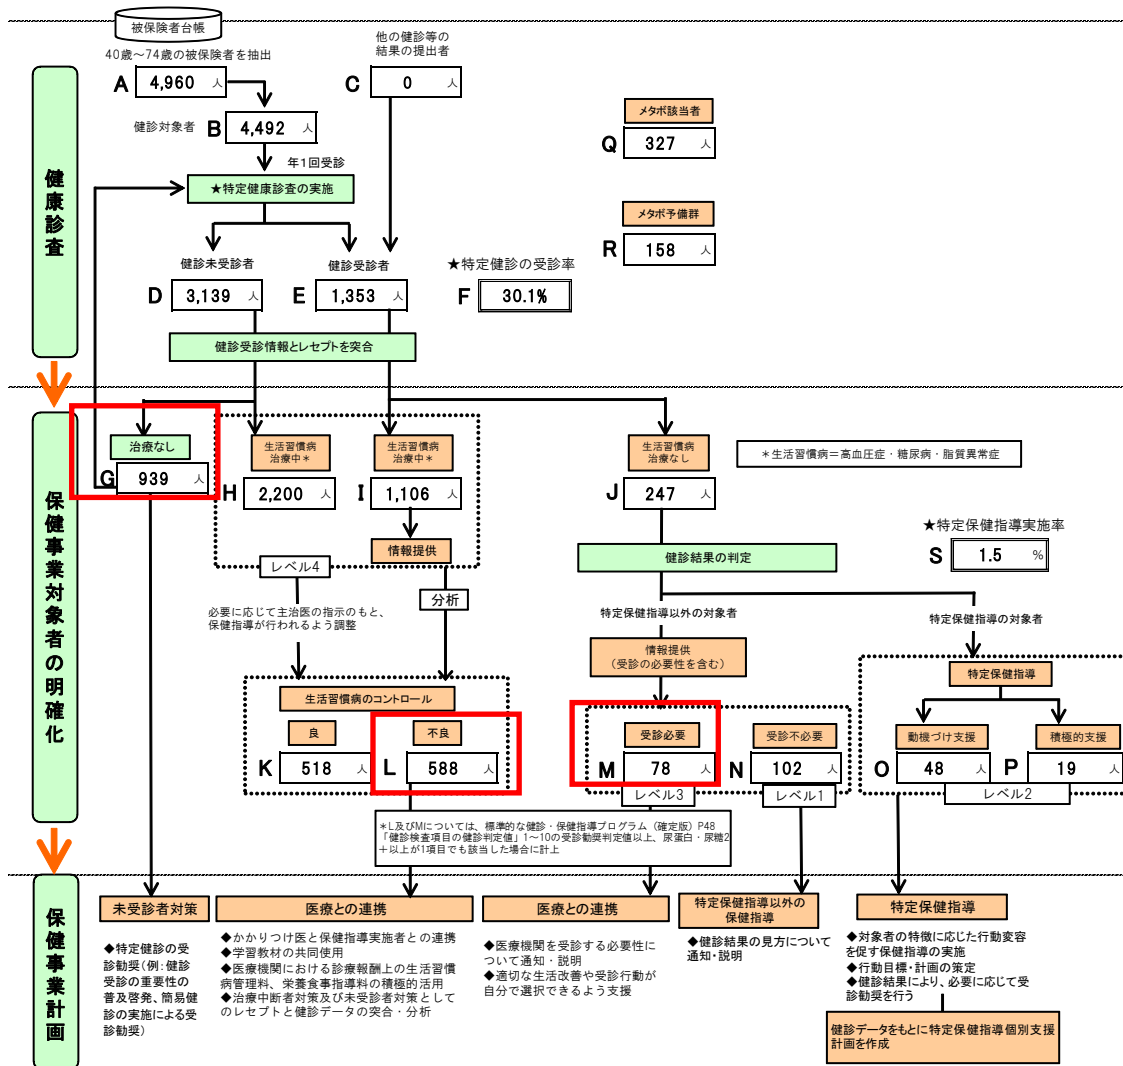 被保険者台帳
40歳～74歳の被保険者を抽出
A 4,960 人
他の健診等の
結果の提出者
C 0 人
健診対象者 B 4,492 人
年1回受診
★特定健康診査の実施
メタボ該当者
Q 327 人
メタボ予備群
R 158 人
健診未受診者
D 3,139 人
健診受診者
E 1,353 人
★特定健診の受診率
F 30.1%
健診受診情報とレセプトを突合
健康診査
治療なし
G 939 人
生活習慣病
治療中＊
H 2,200 人
生活習慣病
治療中＊
I 1,106 人
情報提供
レベル4
分析
生活習慣病
治療なし
J 247 人
＊生活習慣病＝高血圧症・糖尿病・脂質異常症
健診結果の判定
★特定保健指導実施率
S 1.5 %
必要に応じて主治医の指示のもと、
保健指導が行われるよう調整
特定保健指導以外の対象者
特定保健指導の対象者
情報提供
(受診の必要性を含む)
特定保健指導
生活習慣病のコントロール
良
K 518 人
不良
L 588 人
受診必要
M 78 人
レベル3
受診不必要
N 102 人
レベル1
動機づけ支援
O 48 人
積極的支援
P 19 人
レベル2
＊L及びMについては、標準的な健診・保健指導プログラム（確定版）P48
「健診検査項目の健診判定値」1～10の受診勧奨判定値以上、尿蛋白・尿糖2
＋以上が1項目でも該当した場合に計上
保健事業対象者の明確化
保健事業計画
未受診者対策
◆特定健診の受
診勧奨（例：健診
受診の重要性の
普及啓発、簡易健
診の実施による受
診勧奨）
医療との連携
◆かかりつけ医と保健指導実施者との連携
◆学習教材の共同使用
◆医療機関における診療報酬上の生活習慣
病管理料、栄養食事指導料の積極的活用
◆治療中断者対策及び未受診者対策として
のレセプトと健診データの突合・分析
医療との連携
◆医療機関を受診する必要性に
ついて通知・説明
◆適切な生活改善や受診行動が
自分で選択できるよう支援
特定保健指導以外の
保健指導
◆健診結果の見方について
通知・説明
特定保健指導
◆対象者の特徴に応じた行動変容
を促す保健指導の実施
◆行動目標・計画の策定
◆健診結果により、必要に応じて受
診勧奨を行う
健診データをもとに特定保健指導個別支援
計画を作成